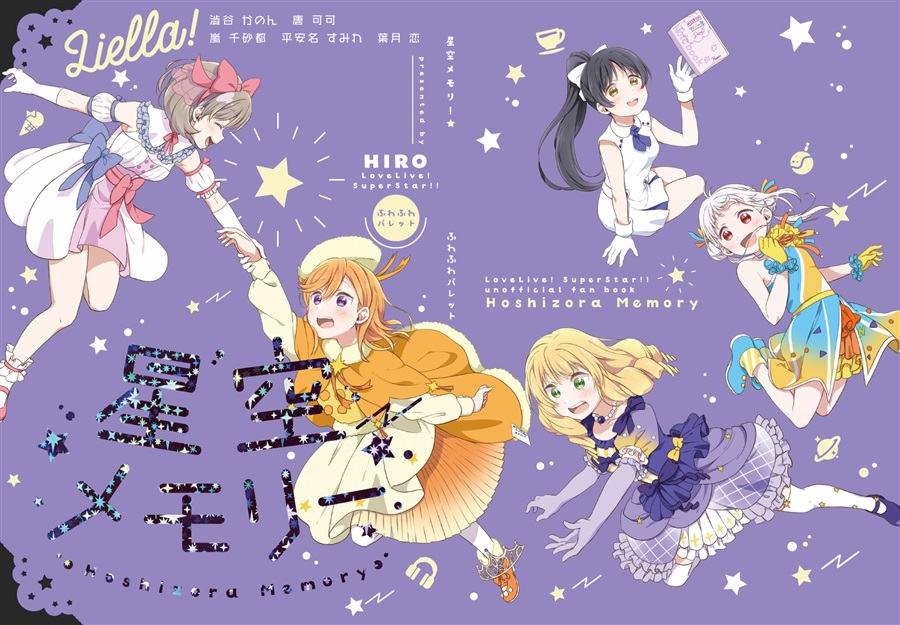 Liella!
澁谷 かのん 唐 可可
嵐 千砂都 平安名 すみれ 葉月 恋
星空メモリー★
presented by
HIRO
LoveLive!
SuperStar!!
ふわふわ
パレット
ふわふわパレット
LoveLive! SuperStar!!
unofficial fan book
Hoshizora Memory
星空
メモリー
Hoshizora Memory